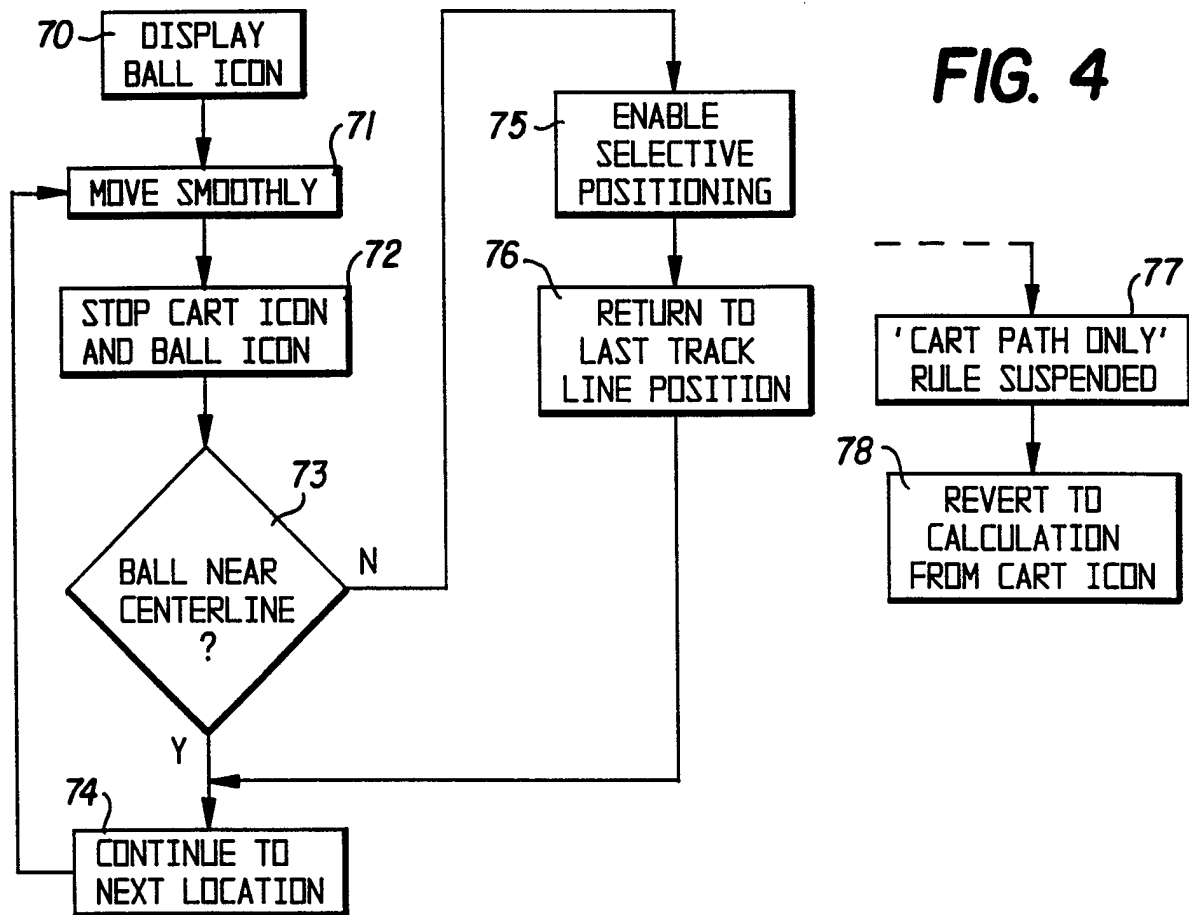 FIG. 4
70
DISPLAY
BALL ICON
71
MOVE SMOOTHLY
72
STOP CART ICON
AND BALL ICON
73
BALL NEAR
CENTERLINE
?
N
Y
74
CONTINUE TO
NEXT LOCATION
75
ENABLE
SELECTIVE
POSITIONING
76
RETURN TO
LAST TRACK
LINE POSITION
77
'CART PATH ONLY'
RULE SUSPENDED
78
REVERT TO
CALCULATION
FROM CART ICON